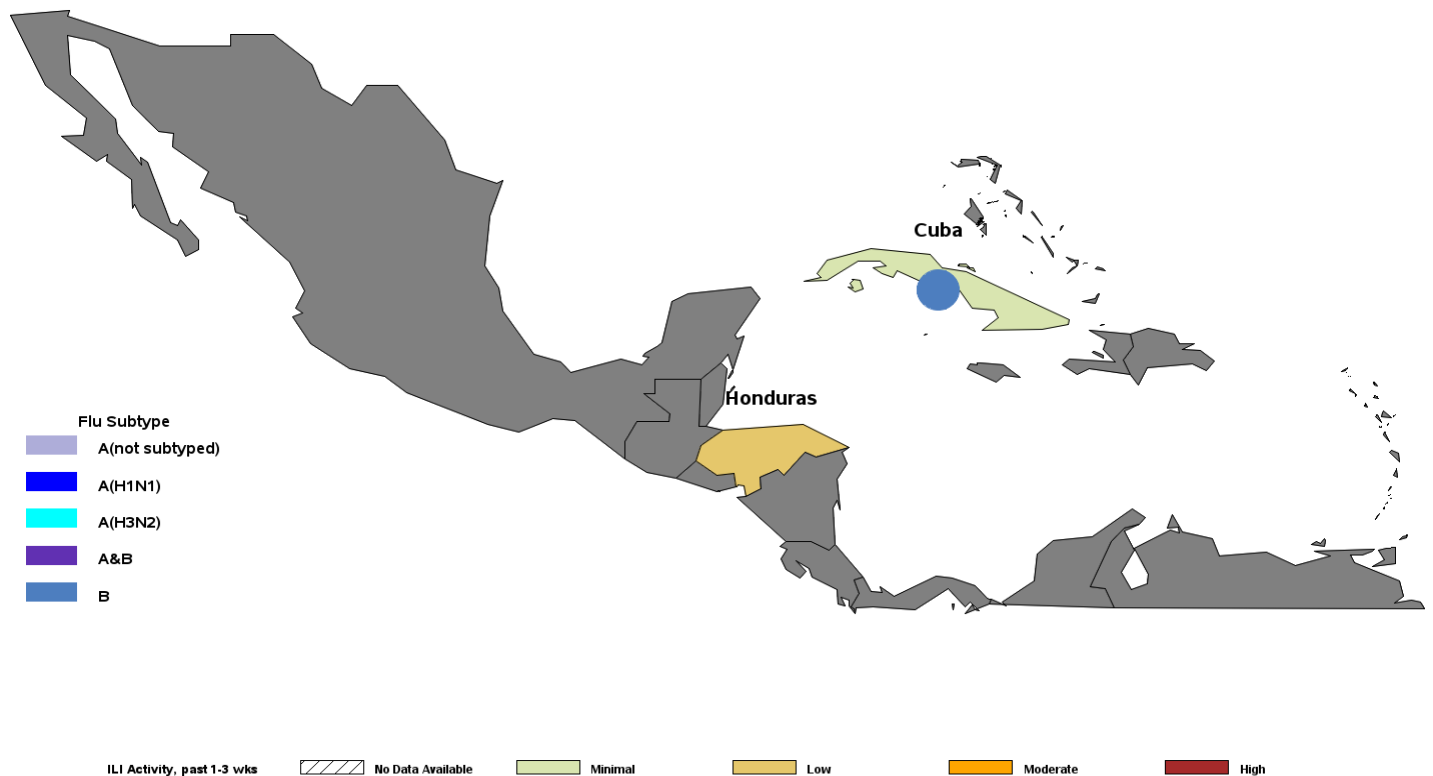 Cuba
Honduras
Flu Subtype
A(not subtyped)
A(H1N1)
A(H3N2)
A&B
B
ILI Activity, past 1-3 wks No Data Available Minimal Low Moderate High